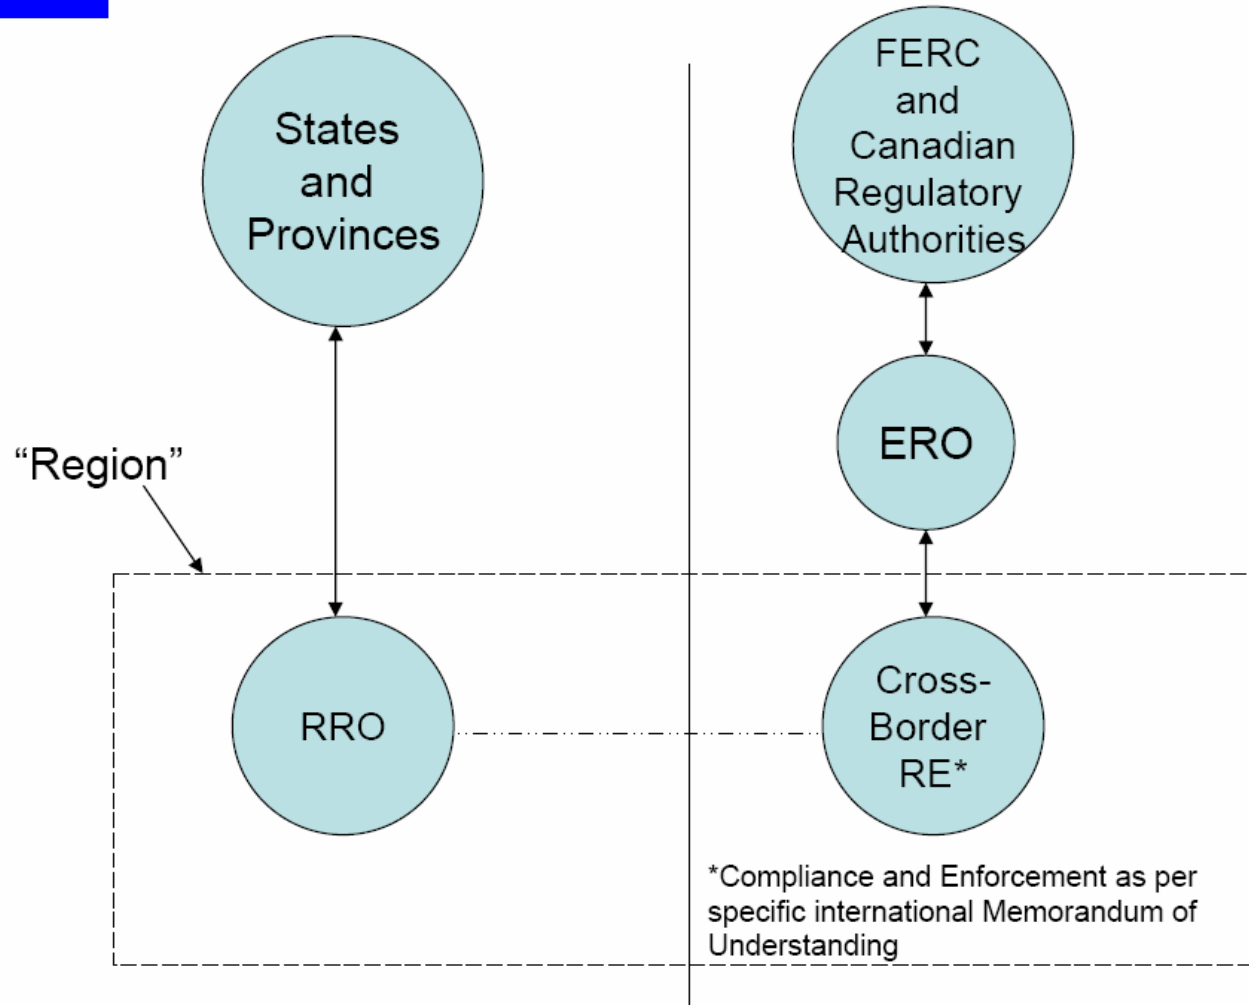 States
and
Provinces
FERC
and
Canadian
Regulatory
Authorities
ERO
“Region”
RRO
Cross-
Border
RE*
*Compliance and Enforcement as per
specific international Memorandum of
Understanding